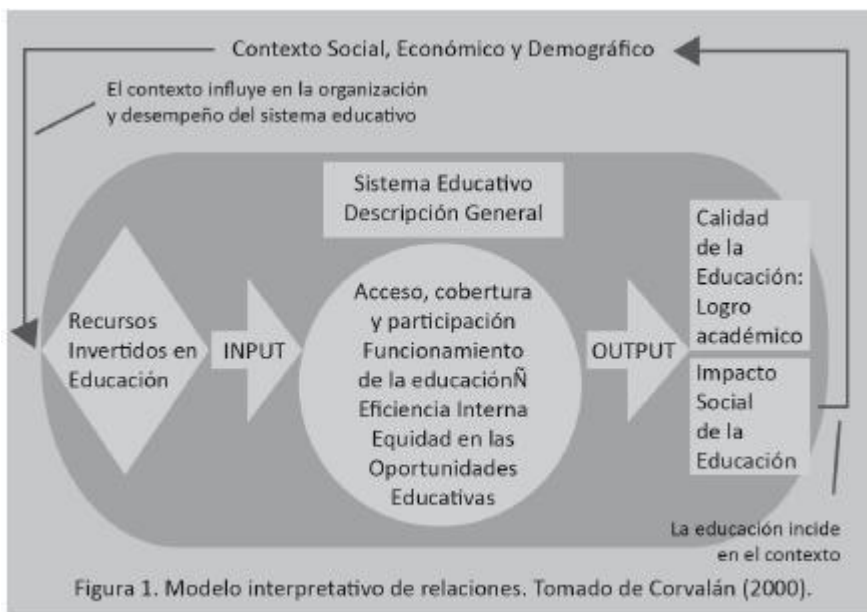 Contexto Social, Económico y Demográfico
El contexto influye en la organización
y desempeño del sistema educativo
Sistema Educativo
Descripción General
Recursos
Invertidos en
Educación
INPUT
Acceso, cobertura
y participación
Funcionamiento
de la educaciónÑ
Eficiencia Interna
Equidad en las
Oportunidades
Educativas
OUTPUT
Calidad
de la
Educación:
Logro
académico
Impacto
Social
de la
Educación
La educación incide
en el contexto
Figura 1. Modelo interpretativo de relaciones. Tomado de Corvalán (2000).